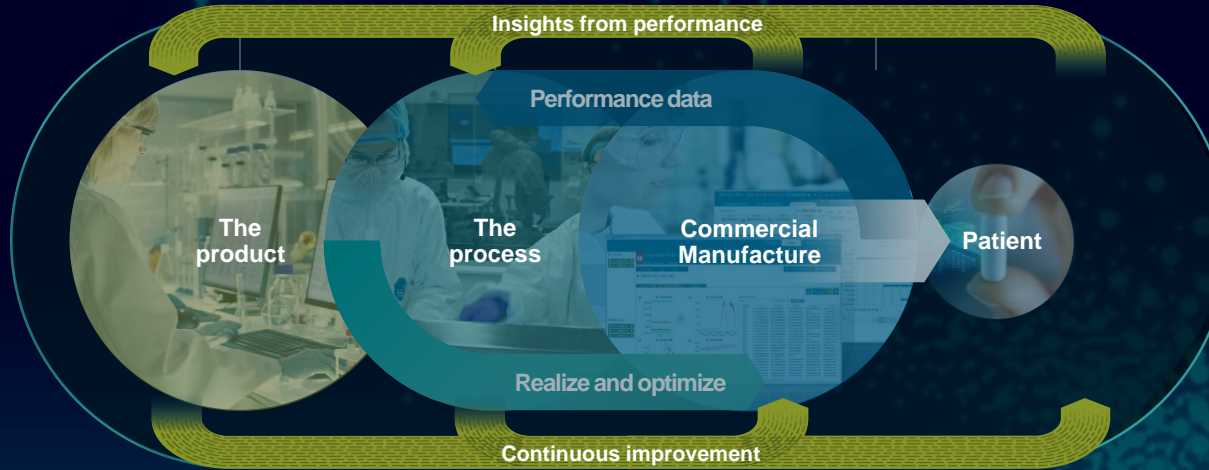 Insights from performance
Performance data
The
product
The
process
Commercial
Manufacture
Patient
Realize and optimize
Continuous improvement